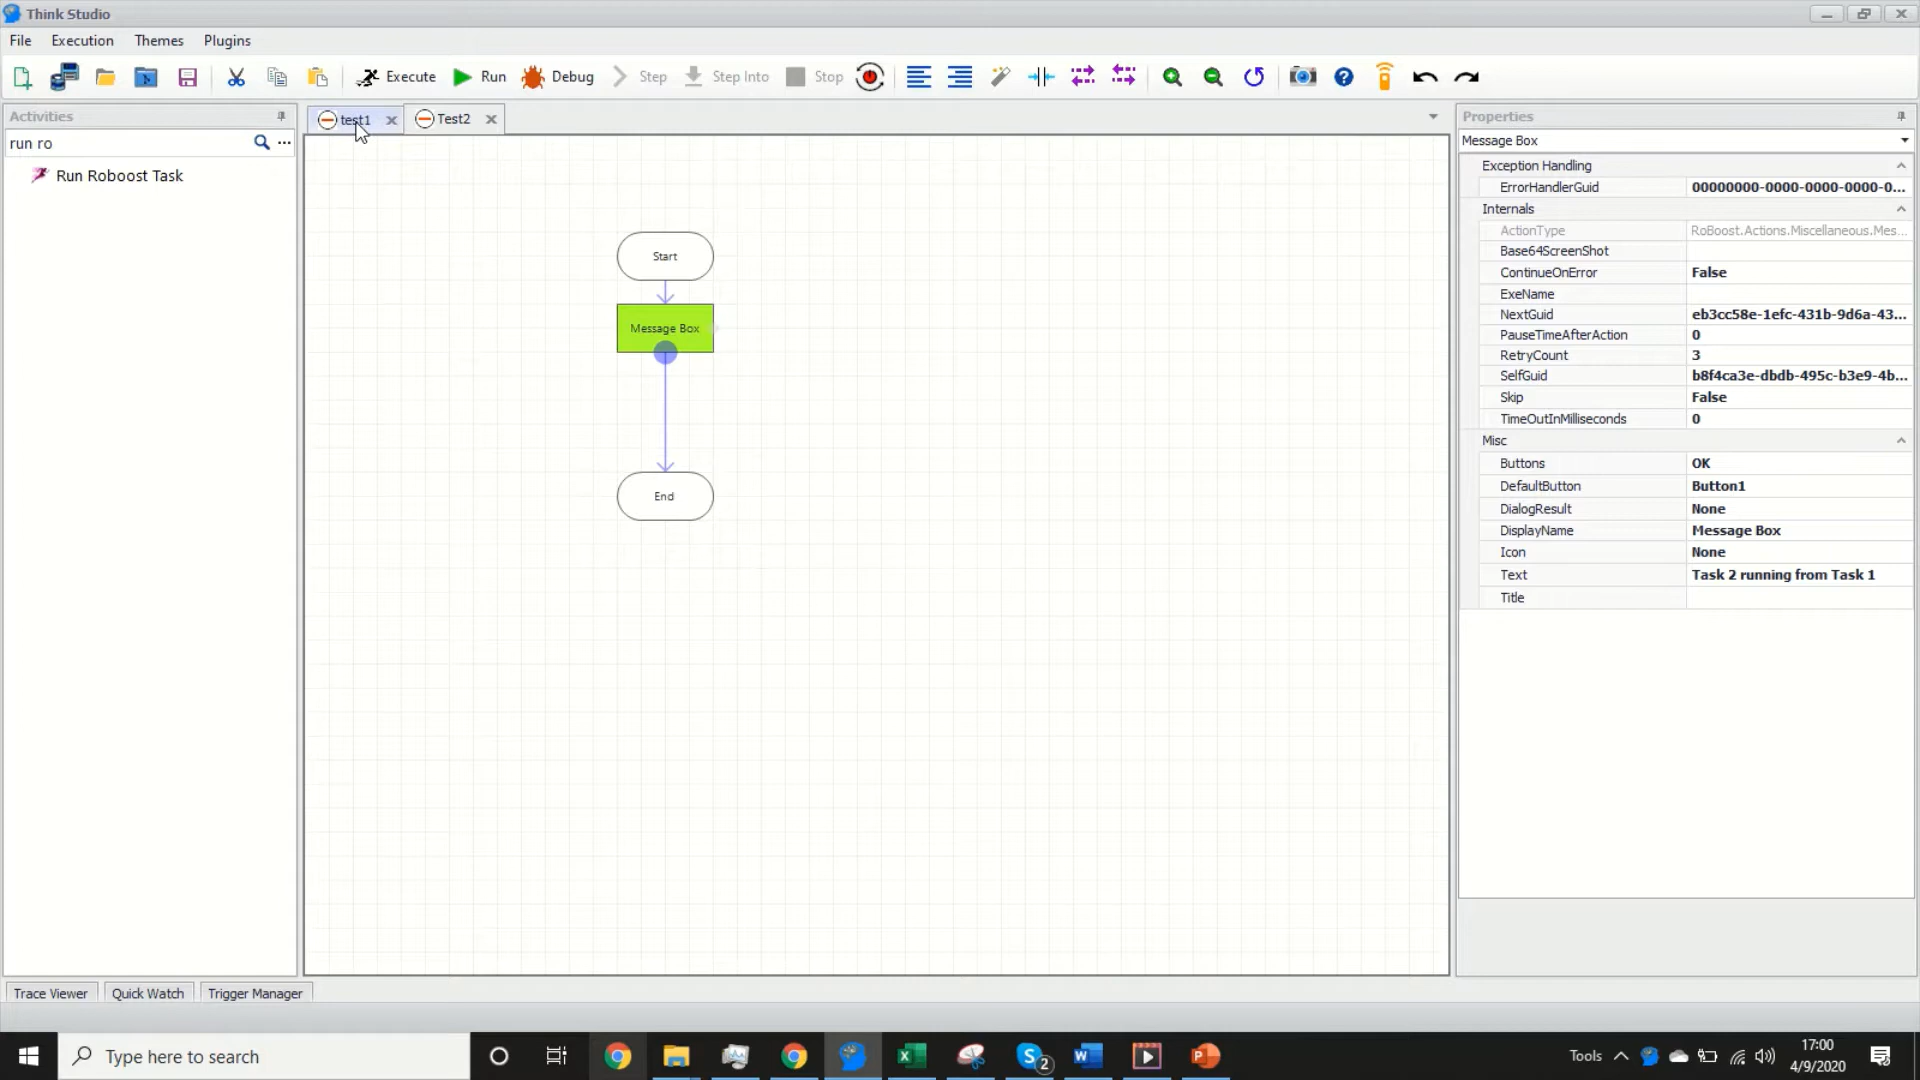 Think Studio
File Execution Themes Plugins
Execute Run Debug Step Step Into Stop
Activities
run ro
Run Roboost Task
test1
Test2
Start
Message Box
End
Properties
Message Box
Exception Handling
ErrorHandlerGuid 00000000-0000-0000-0000-0...
Internals
ActionType RoBoost.Actions.Miscellaneous.Mes...
Base64ScreenShot
ContinueOnError False
ExeName
NextGuid eb3cc58e-1efc-431b-9d6a-43...
PauseTimeAfterAction 0
RetryCount 3
SelfGuid b8f4ca3e-dbdb-495c-b3e9-4b...
Skip False
TimeOutInMilliseconds 0
Misc
Buttons OK
DefaultButton Button1
DialogResult None
DisplayName Message Box
Icon None
Text Task 2 running from Task 1
Title
Trace Viewer Quick Watch Trigger Manager
Type here to search
2
Tools
17:00
4/9/2020